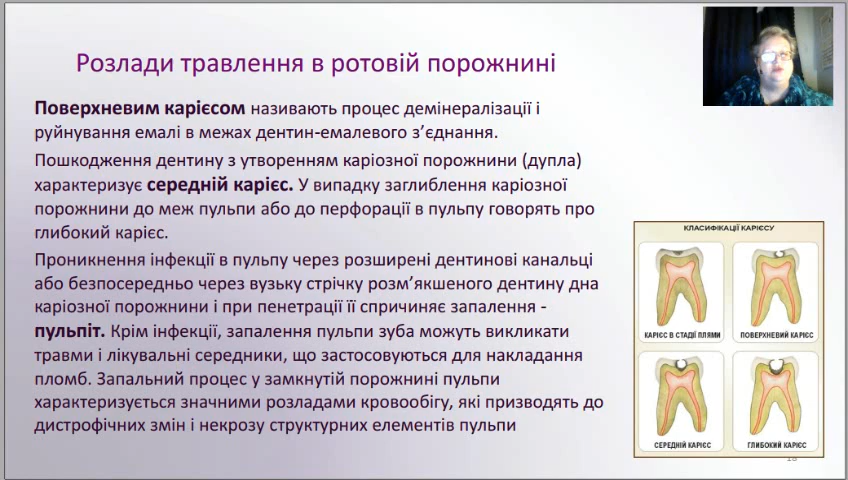 Розлади травлення в ротовій порожнині
Поверхневим карієсом називають процес демінералізації і
руйнування емалі в межах дентин-емалевого з’єднання.
Пошкодження дентину з утворенням каріозної порожнини (дупла)
характеризує середній карієс. У випадку заглиблення каріозної
порожнини до меж пульпи або до перфорації в пульпу говорять про
глибокий карієс.
Проникнення інфекції в пульпу через розширені дентинові канальці
або безпосередньо через вузьку стрічку розм’якшеного дентину дна
каріозної порожнини і при пенетрації її спричиняє запалення -
пульпіт. Крім інфекції, запалення пульпи зуба можуть викликати
травми і лікувальні середники, що застосовуються для накладання
пломб. Запальний процес у замкнутій порожнині пульпи
характеризується значними розладами кровообігу, які призводять до
дистрофічних змін і некрозу структурних елементів пульпи
КЛАСИФІКАЦІЇ КАРІЄСУ
КАРІЄС В СТАДІЇ ПЛЯМИ
ПОВЕРХНЕВИЙ КАРІЄС
СЕРЕДНІЙ КАРІЄС
ГЛИБОКИЙ КАРІЄС